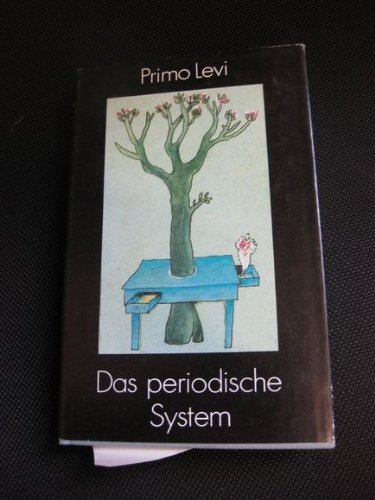 Primo Levi
Das periodische
System